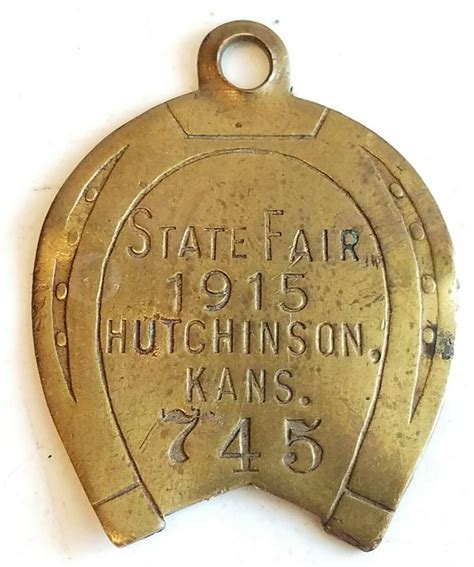 STATE FAIR,
1915
HUTCHINSON,
KANS.
745